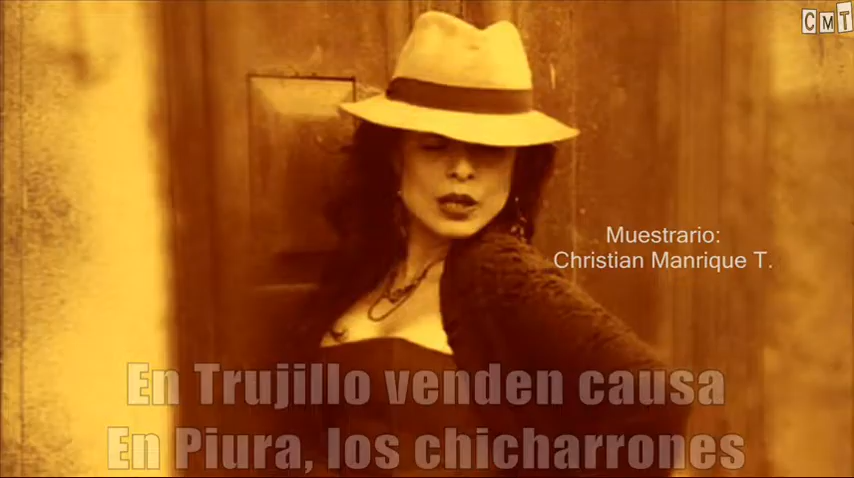 CMT
Muestrario:
Christian Manrique T.
En Trujillo venden causa
En Piura, los chicharrones